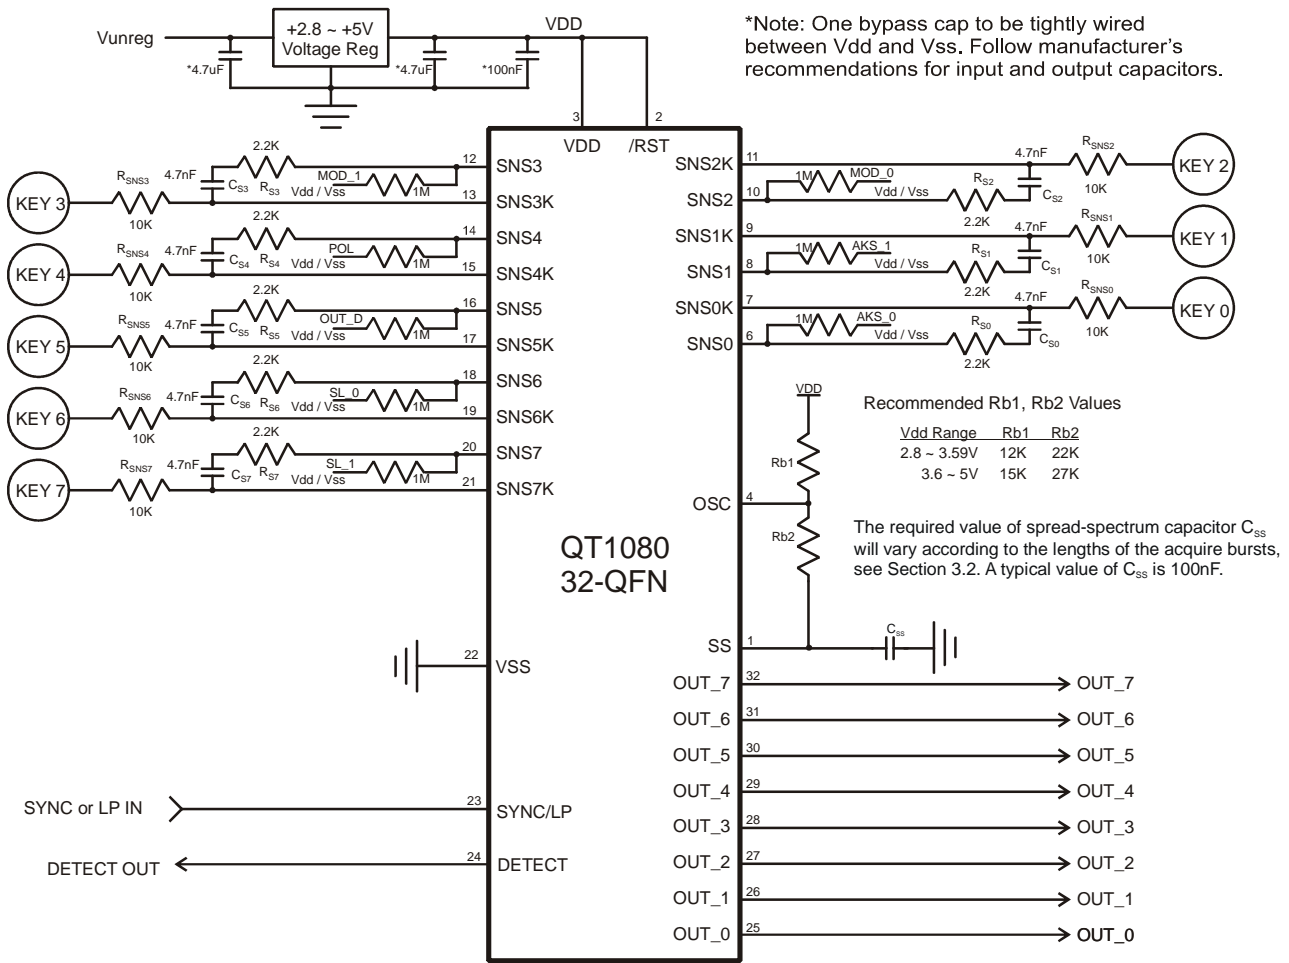 Vunreg
+2.8 ~ +5V
Voltage Reg
VDD
*4.7uF
*4.7uF
*100nF
*Note: One bypass cap to be tightly wired
between Vdd and Vss. Follow manufacturer's
recommendations for input and output capacitors.
3
2
VDD
/RST
KEY 3
RSNS3
10K
4.7nF
CS3
2.2K
RS3
MOD_1
Vdd / Vss
1M
12
SNS3
13
SNS3K
KEY 4
RSNS4
10K
4.7nF
CS4
2.2K
RS4
POL
Vdd / Vss
1M
14
SNS4
15
SNS4K
KEY 5
RSNS5
10K
4.7nF
CS5
2.2K
RS5
OUT_D
Vdd / Vss
1M
16
SNS5
17
SNS5K
KEY 6
RSNS6
10K
4.7nF
CS6
2.2K
RS6
SL_0
Vdd / Vss
1M
18
SNS6
19
SNS6K
KEY 7
RSNS7
10K
4.7nF
CS7
2.2K
RS7
SL_1
Vdd / Vss
1M
20
SNS7
21
SNS7K
SNS2K
11
SNS2
10
1M
MOD_0
Vdd / Vss
RS2
2.2K
4.7nF
CS2
RSNS2
10K
KEY 2
SNS1K
9
SNS1
8
1M
AKS_1
Vdd / Vss
RS1
2.2K
4.7nF
CS1
RSNS1
10K
KEY 1
SNS0K
7
SNS0
6
1M
AKS_0
Vdd / Vss
RS0
2.2K
4.7nF
CS0
RSNS0
10K
KEY 0
VDD
Rb1
OSC
4
Rb2
Recommended Rb1, Rb2 Values
Vdd Range Rb1 Rb2
2.8 ~ 3.59V 12K 22K
3.6 ~ 5V 15K 27K
The required value of spread-spectrum capacitor CSS
will vary according to the lengths of the acquire bursts,
see Section 3.2. A typical value of CSS is 100nF.
QT1080
32-QFN
SS
1
CSS
22
VSS
OUT_7 32 OUT_7
OUT_6 31 OUT_6
OUT_5 30 OUT_5
OUT_4 29 OUT_4
OUT_3 28 OUT_3
OUT_2 27 OUT_2
OUT_1 26 OUT_1
OUT_0 25 OUT_0
SYNC or LP IN
23
SYNC/LP
DETECT OUT
24
DETECT